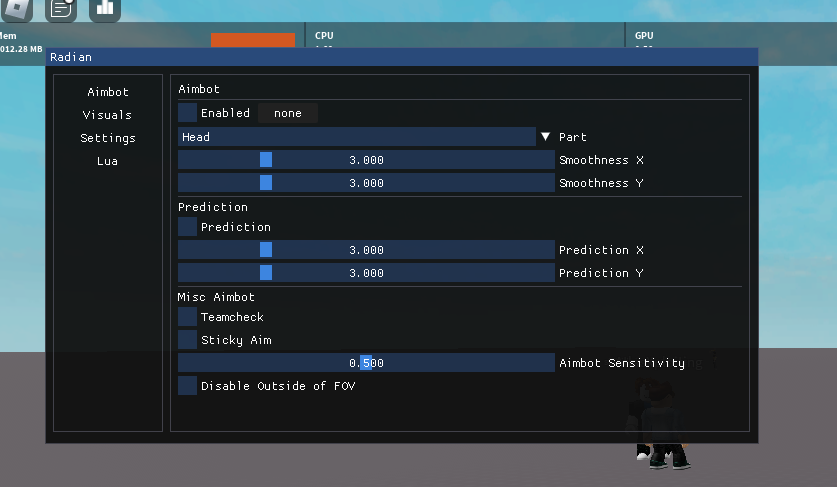 Mem
CPU
GPU
012.28 MB
Radian
Aimbot
Visuals
Settings
Lua
Aimbot
Enabled none
Head Part
3.000 Smoothness X
3.000 Smoothness Y
Prediction
Prediction
3.000 Prediction X
3.000 Prediction Y
Misc Aimbot
Teamcheck
Sticky Aim
0.500 Aimbot Sensitivity
Disable Outside of FOV